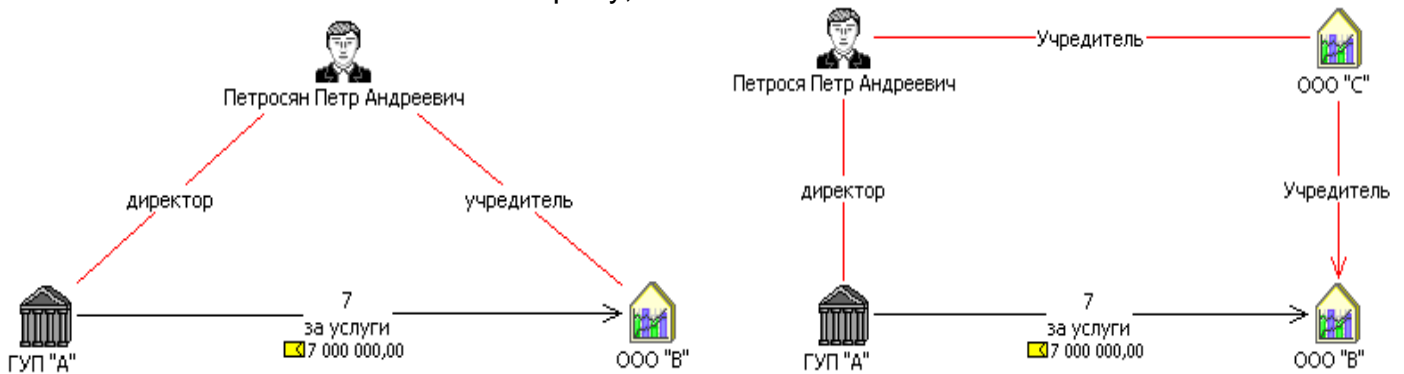 Петросян Петр Андреевич
директор
учредитель
7
за услуги
7 000 000,00
ГУП "А"
ООО "В"
Учредитель
Петрося Петр Андреевич
ООО "С"
директор
Учредитель
7
за услуги
7 000 000,00
ГУП "А"
ООО "В"